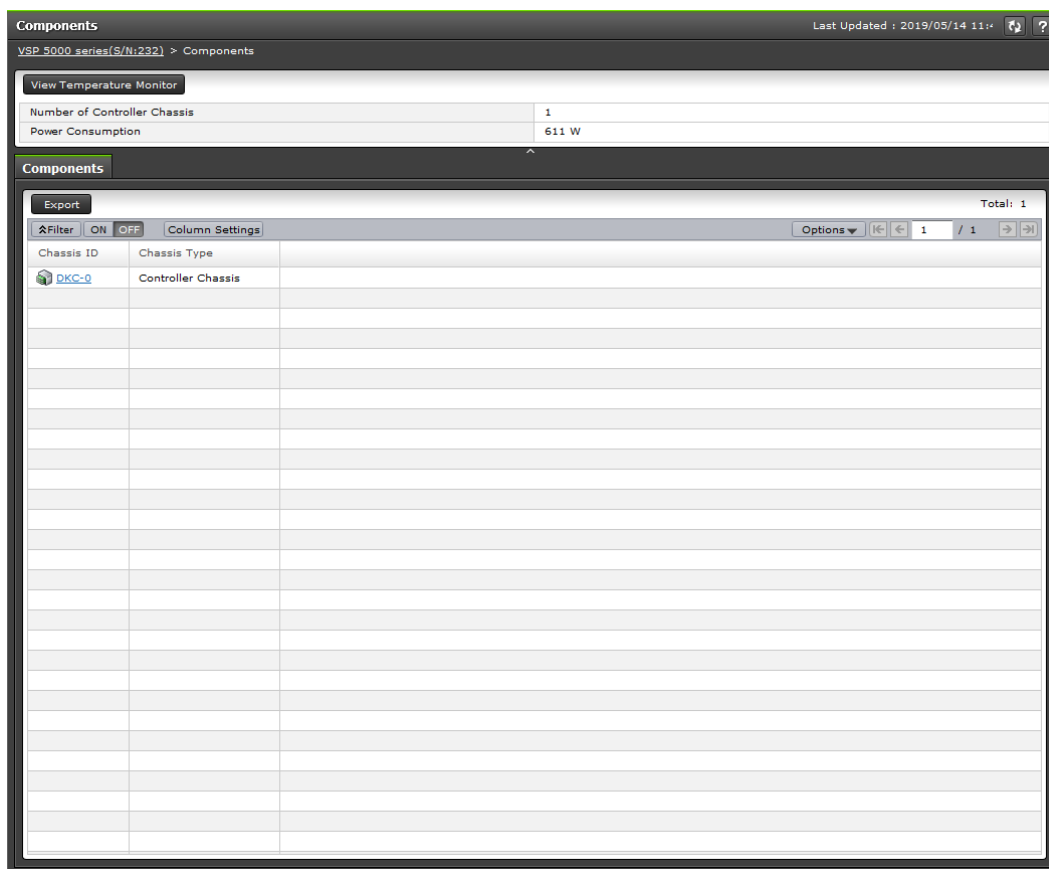 Components Last Updated : 2019/05/14 11: ?
VSP 5000 series(S/N:232) > Components
View Temperature Monitor
Number of Controller Chassis 1
Power Consumption 611 W
Components
Export Total: 1
Filter ON OFF Column Settings Options 1 / 1
Chassis ID Chassis Type
DKC-0 Controller Chassis